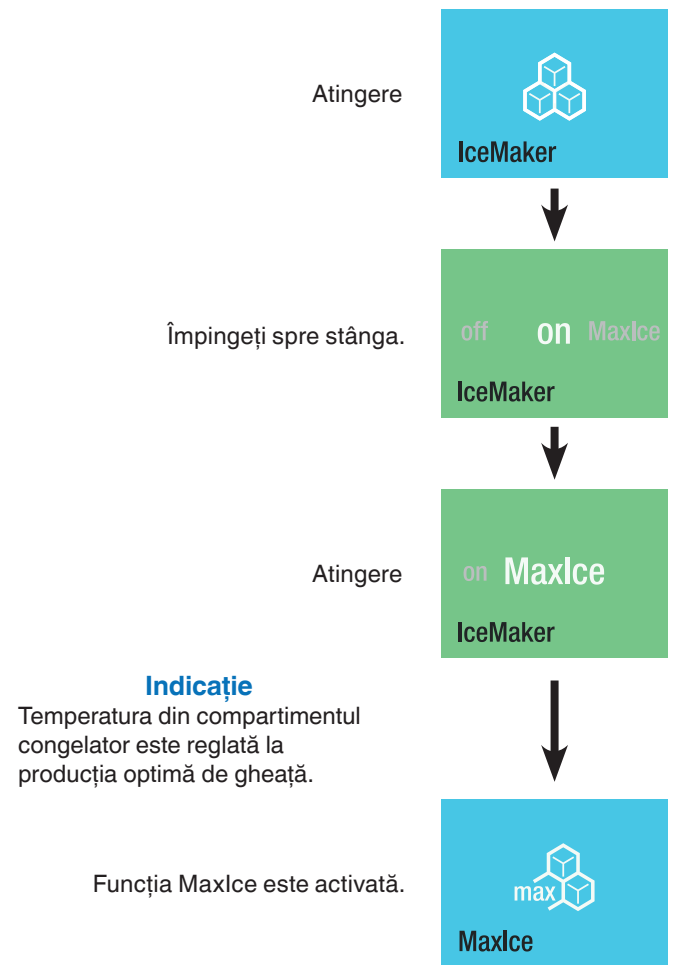 Atingere
IceMaker
Împingeți spre stânga.
off on MaxIce
IceMaker
Atingere
on MaxIce
IceMaker
Indicație
Temperatura din compartimentul
congelator este reglată la
producția optimă de gheață.
Funcția MaxIce este activată.
max
MaxIce